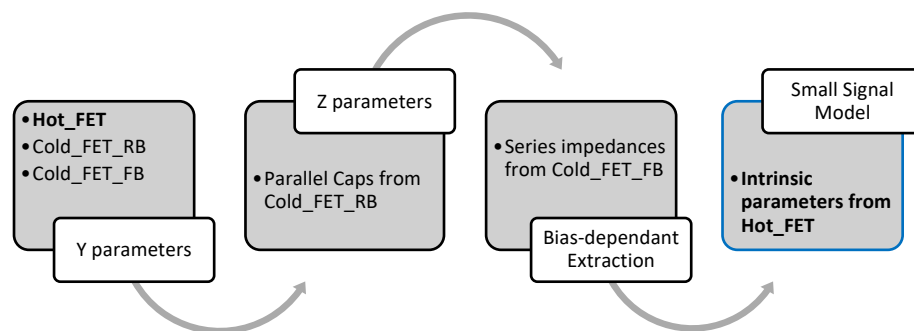 •Hot_FET
•Cold_FET_RB
•Cold_FET_FB
Y parameters
Z parameters
•Parallel Caps from
Cold_FET_RB
•Series impedances
from Cold_FET_FB
Bias-dependant
Extraction
Small Signal
Model
•Intrinsic
parameters from
Hot_FET